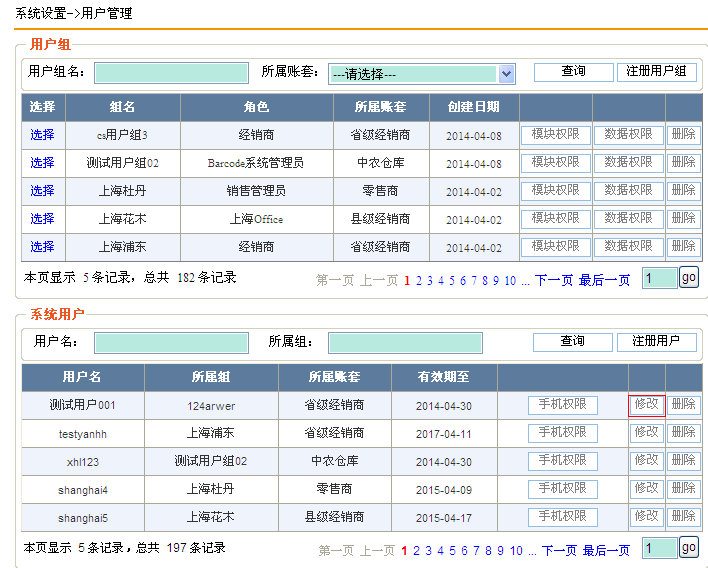 系统设置->用户管理
用户组
用户组名: 所属账套: ---请选择--- 查询 注册用户组
选择 组名 角色 所属账套 创建日期
选择 cs用户组3 经销商 省级经销商 2014-04-08 模块权限 数据权限 删除
选择 测试用户组02 Barcode系统管理员 中农仓库 2014-04-08 模块权限 数据权限 删除
选择 上海杜丹 销售管理员 零售商 2014-04-02 模块权限 数据权限 删除
选择 上海花术 上海Office 县级经销商 2014-04-02 模块权限 数据权限 删除
选择 上海浦东 经销商 省级经销商 2014-04-02 模块权限 数据权限 删除
本页显示 5条记录，总共 182条记录 第一页 上一页 1 2 3 4 5 6 7 8 9 10 ... 下一页 最后一页 1 go
系统用户
用户名: 所属组: 查询 注册用户
用户名 所属组 所属账套 有效期至
测试用户001 124arwer 省级经销商 2014-04-30 手机权限 修改 删除
testyanhh 上海浦东 省级经销商 2017-04-11 手机权限 修改 删除
xhl123 测试用户组02 中农仓库 2014-04-30 手机权限 修改 删除
shanghai4 上海杜丹 零售商 2015-04-09 手机权限 修改 删除
shanghai5 上海花术 县级经销商 2015-04-17 手机权限 修改 删除
本页显示 5条记录，总共 197条记录 第一页 上一页 1 2 3 4 5 6 7 8 9 10 ... 下一页 最后一页 1 go